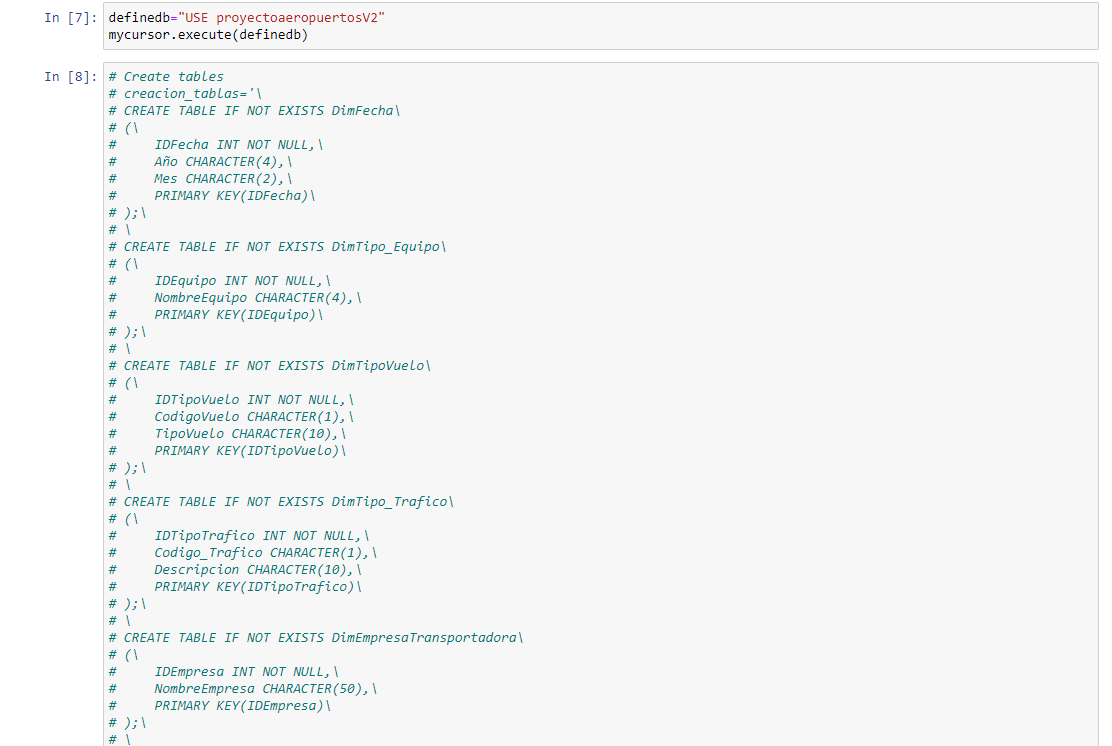 In [7]: definedb="USE proyectoaeropuertosV2"
mycursor.execute(definedb)
In [8]: # Create tables
# creacion_tablas='\
# CREATE TABLE IF NOT EXISTS DimFecha\
# (\
#     IDFecha INT NOT NULL,\
#     Año CHARACTER(4),\
#     Mes CHARACTER(2),\
#     PRIMARY KEY(IDFecha)\
# );\
# \
# CREATE TABLE IF NOT EXISTS DimTipo_Equipo\
# (\
#     IDEquipo INT NOT NULL,\
#     NombreEquipo CHARACTER(4),\
#     PRIMARY KEY(IDEquipo)\
# );\
# \
# CREATE TABLE IF NOT EXISTS DimTipoVuelo\
# (\
#     IDTipoVuelo INT NOT NULL,\
#     CodigoVuelo CHARACTER(1),\
#     TipoVuelo CHARACTER(10),\
#     PRIMARY KEY(IDTipoVuelo)\
# );\
# \
# CREATE TABLE IF NOT EXISTS DimTipo_Trafico\
# (\
#     IDTipoTrafico INT NOT NULL,\
#     Codigo_Trafico CHARACTER(1),\
#     Descripcion CHARACTER(10),\
#     PRIMARY KEY(IDTipoTrafico)\
# );\
# \
# CREATE TABLE IF NOT EXISTS DimEmpresaTransportadora\
# (\
#     IDEmpresa INT NOT NULL,\
#     NombreEmpresa CHARACTER(50),\
#     PRIMARY KEY(IDEmpresa)\
# );\
# \